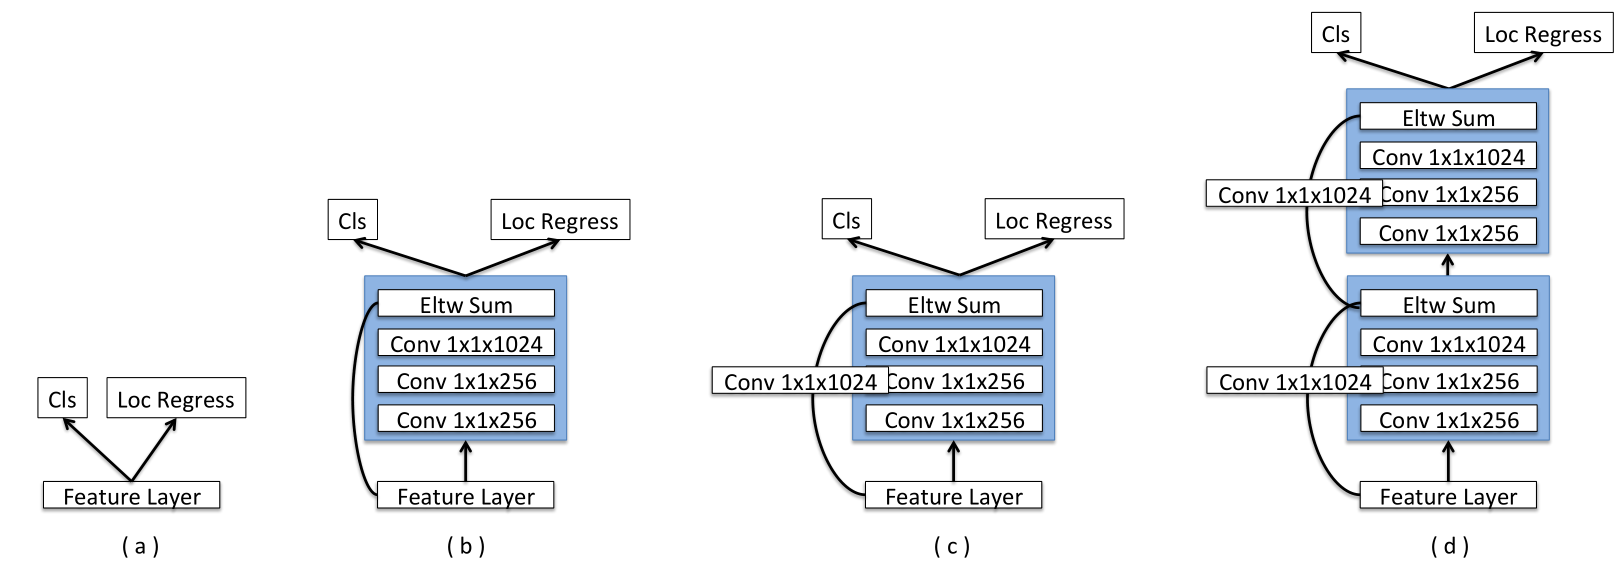 Cls
Loc Regress
Feature Layer
( a )
Cls
Loc Regress
Eltw Sum
Conv 1x1x1024
Conv 1x1x256
Conv 1x1x256
Feature Layer
( b )
Cls
Loc Regress
Eltw Sum
Conv 1x1x1024
Conv 1x1x1024
Conv 1x1x256
Conv 1x1x256
Feature Layer
( c )
Cls
Loc Regress
Eltw Sum
Conv 1x1x1024
Conv 1x1x1024
Conv 1x1x256
Conv 1x1x256
Eltw Sum
Conv 1x1x1024
Conv 1x1x1024
Conv 1x1x256
Conv 1x1x256
Feature Layer
( d )